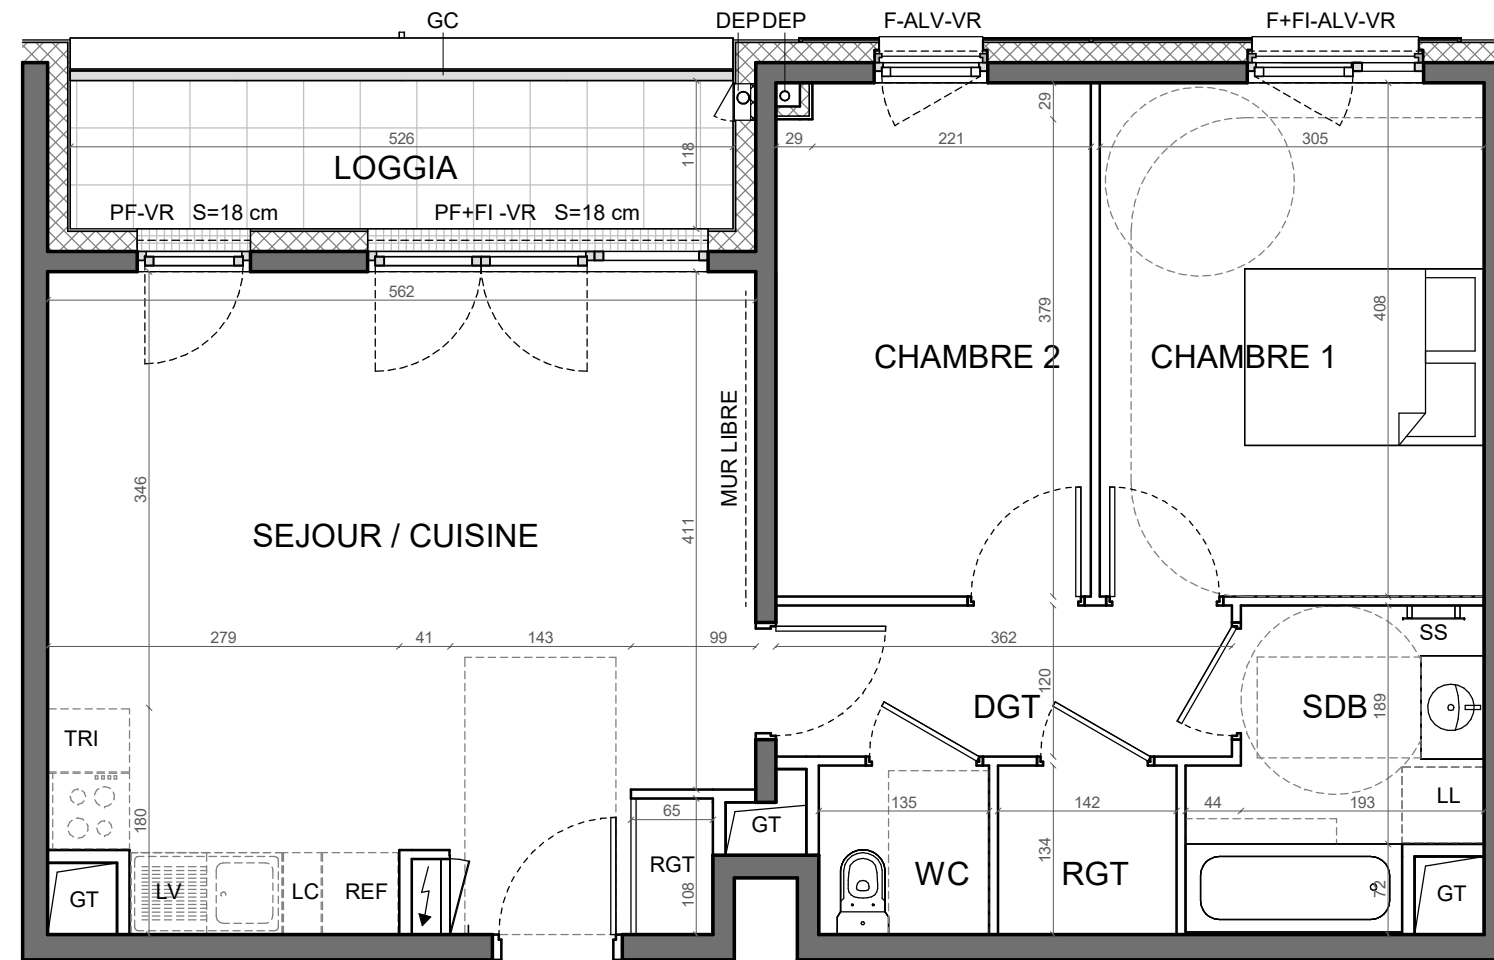 GC
DEP DEP
F-ALV-VR
F+FI-ALV-VR
29
526
118
29
221
305
LOGGIA
PF-VR S=18 cm
PF+FI -VR S=18 cm
562
379
408
CHAMBRE 2
CHAMBRE 1
MUR LIBRE
346
411
SEJOUR / CUISINE
279
41
143
99
362
SS
120
DGT
SDB
189
TRI
180
65
GT
135
142
44
193
LL
134
RGT
108
WC
RGT
72
GT
GT
LV
LC
REF